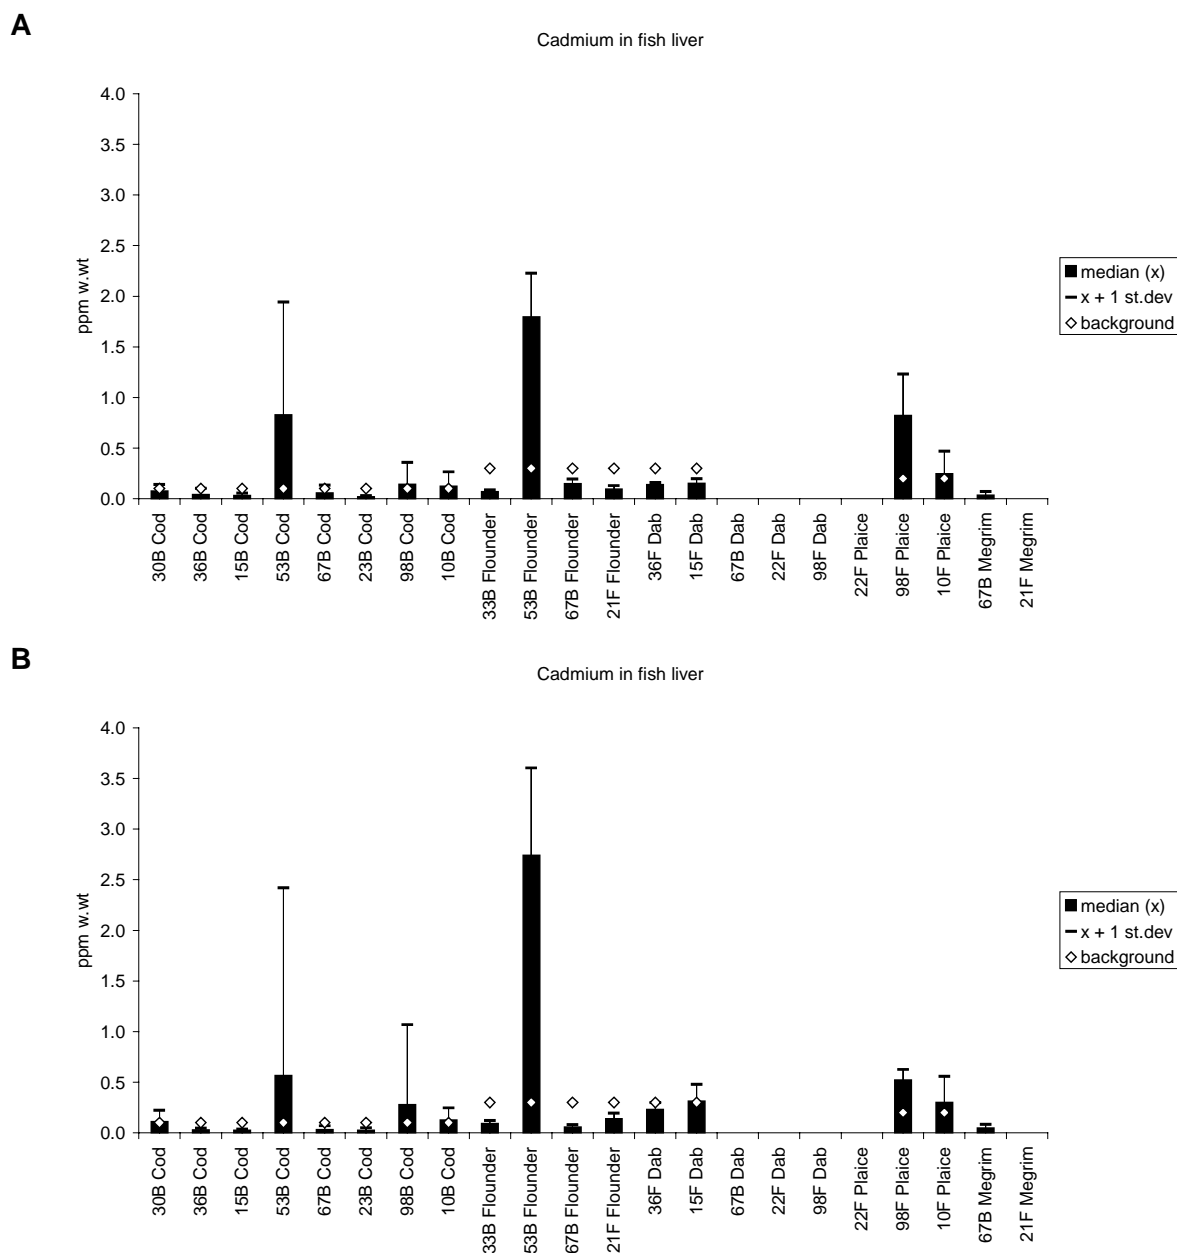 A
Cadmium in fish liver
4.0
3.5
3.0
2.5
2.0
1.5
1.0
0.5
0.0
ppm w.wt
median (x)
x + 1 st.dev
background
30B Cod
36B Cod
15B Cod
53B Cod
67B Cod
23B Cod
98B Cod
10B Cod
33B Flounder
53B Flounder
67B Flounder
21F Flounder
36F Dab
15F Dab
67B Dab
22F Dab
98F Dab
22F Plaice
98F Plaice
10F Plaice
67B Megrim
21F Megrim
B
Cadmium in fish liver
4.0
3.5
3.0
2.5
2.0
1.5
1.0
0.5
0.0
ppm w.wt
median (x)
x + 1 st.dev
background
30B Cod
36B Cod
15B Cod
53B Cod
67B Cod
23B Cod
98B Cod
10B Cod
33B Flounder
53B Flounder
67B Flounder
21F Flounder
36F Dab
15F Dab
67B Dab
22F Dab
98F Dab
22F Plaice
98F Plaice
10F Plaice
67B Megrim
21F Megrim